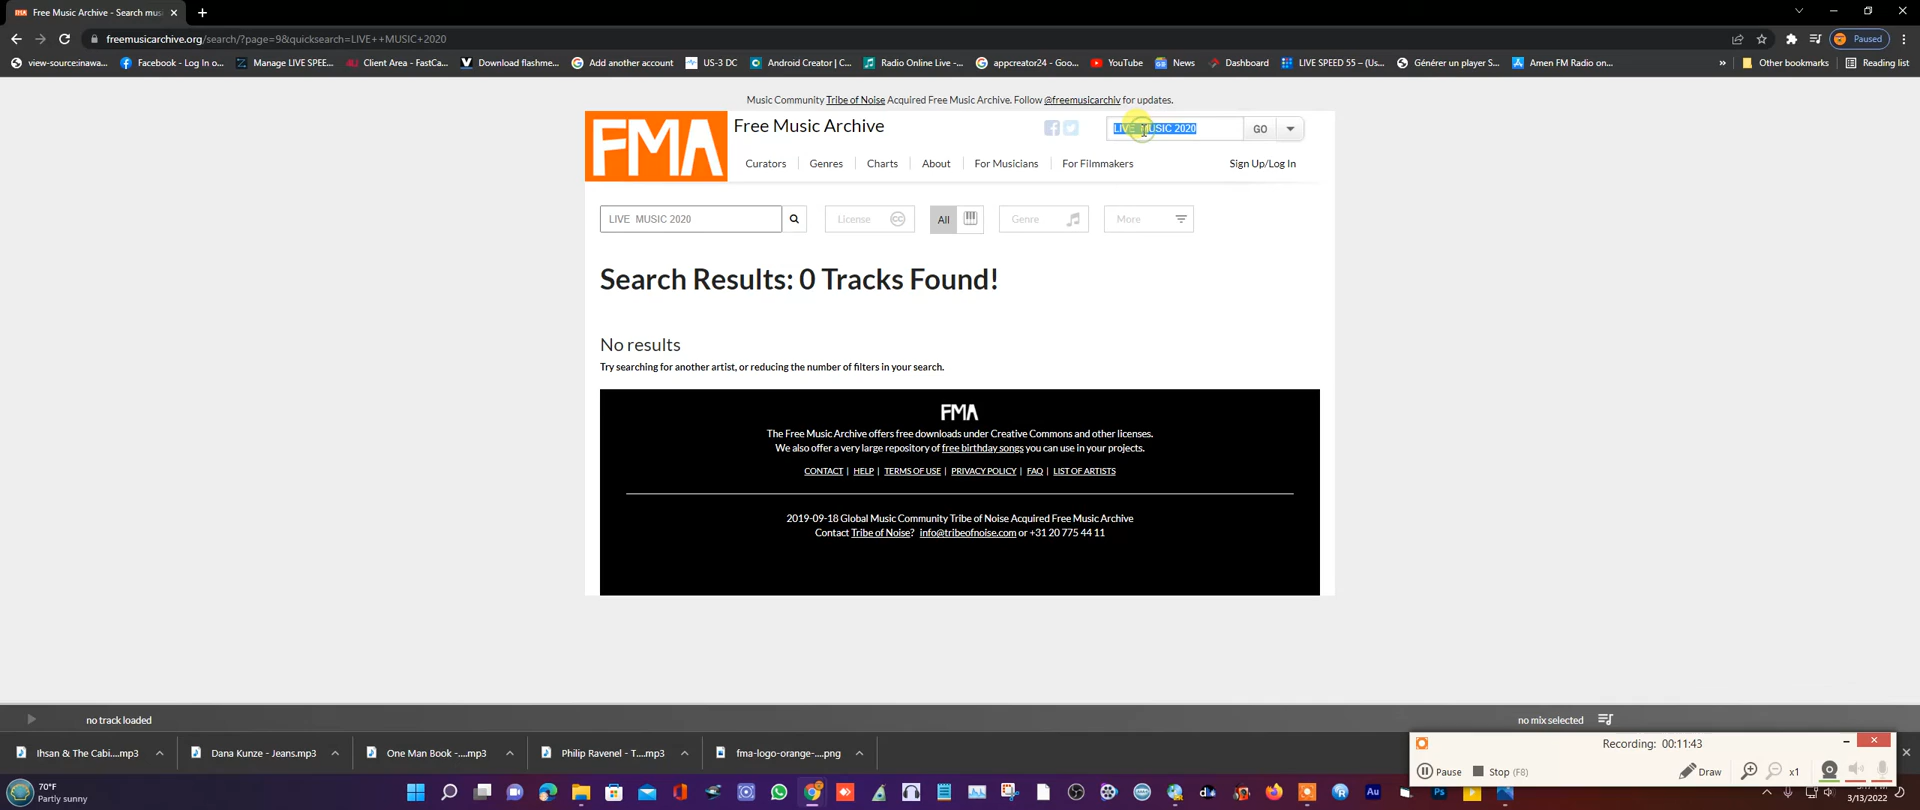 Free Music Archive - Search mus
freemusicarchive.org/search/?page=9&quicksearch=LIVE++MUSIC+2020
Paused
view-source:inawa...
Facebook - Log In o...
Manage LIVE SPEE...
Client Area - FastCa...
Download flashme...
Add another account
US-3 DC
Android Creator | C...
Radio Online Live -...
appcreator24 - Goo...
YouTube
News
Dashboard
LIVE SPEED 55 – (Us...
Générer un player S...
Amen FM Radio on...
»
Other bookmarks
Reading list
Music Community Tribe of Noise Acquired Free Music Archive. Follow @freemusicarchiv for updates.
FMA
Free Music Archive
LIVE MUSIC 2020
GO
Curators
Genres
Charts
About
For Musicians
For Filmmakers
Sign Up/Log In
LIVE MUSIC 2020
License
All
Genre
More
Search Results: 0 Tracks Found!
No results
Try searching for another artist, or reducing the number of filters in your search.
FMA
The Free Music Archive offers free downloads under Creative Commons and other licenses.
We also offer a very large repository of free birthday songs you can use in your projects.
CONTACT | HELP | TERMS OF USE | PRIVACY POLICY | FAQ | LIST OF ARTISTS
2019-09-18 Global Music Community Tribe of Noise Acquired Free Music Archive
Contact Tribe of Noise? info@tribeofnoise.com or +31 20 775 44 11
no track loaded
no mix selected
Ihsan & The Cabi....mp3
Dana Kunze - Jeans.mp3
One Man Book -....mp3
Philip Ravenel - T....mp3
fma-logo-orange-....png
Recording: 00:11:43
Pause
Stop (F8)
Draw
x1
70°F
Partly sunny
3/13/2022